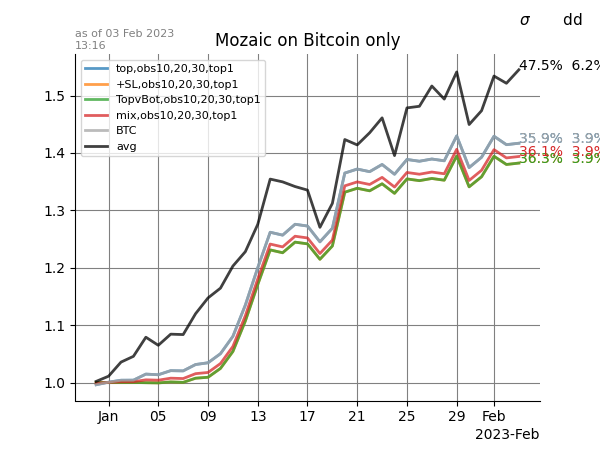 σ dd
as of 03 Feb 2023
13:16
Mozaic on Bitcoin only
top,obs10,20,30,top1
+SL,obs10,20,30,top1
TopvBot,obs10,20,30,top1
mix,obs10,20,30,top1
BTC
avg
47.5% 6.2%
35.9% 3.9%
36.1% 3.9%
36.3% 3.9%
1.5
1.4
1.3
1.2
1.1
1.0
Jan 05 09 13 17 21 25 29 Feb
2023-Feb